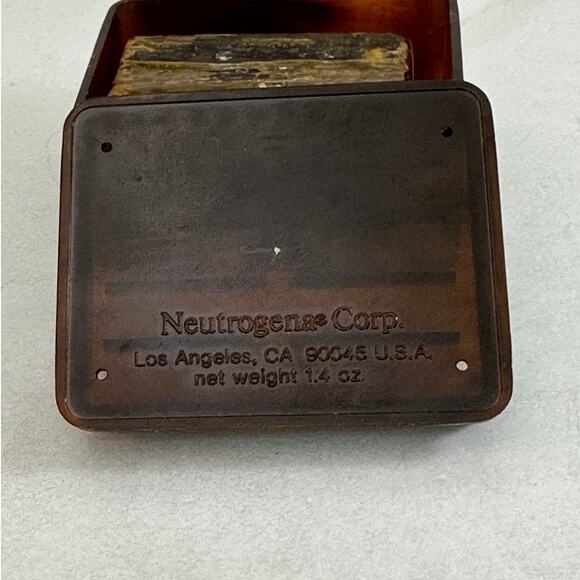 Neutrogena® Corp.
Los Angeles, CA 90045 U.S.A.
net weight 1.4 oz.